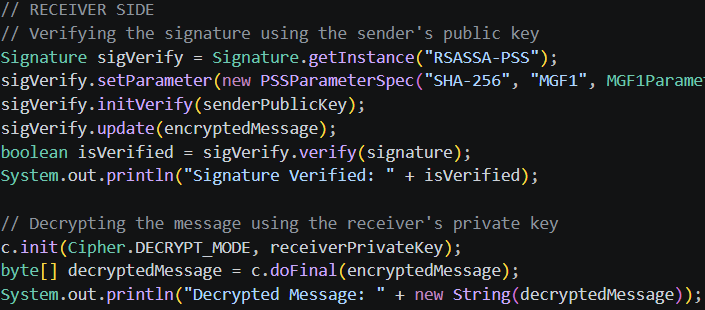 // RECEIVER SIDE
// Verifying the signature using the sender's public key
Signature sigVerify = Signature.getInstance("RSASSA-PSS");
sigVerify.setParameter(new PSSParameterSpec("SHA-256", "MGF1", MGF1Paramet
sigVerify.initVerify(senderPublicKey);
sigVerify.update(encryptedMessage);
boolean isVerified = sigVerify.verify(signature);
System.out.println("Signature Verified: " + isVerified);
// Decrypting the message using the receiver's private key
c.init(Cipher.DECRYPT_MODE, receiverPrivateKey);
byte[] decryptedMessage = c.doFinal(encryptedMessage);
System.out.println("Decrypted Message: " + new String(decryptedMessage));